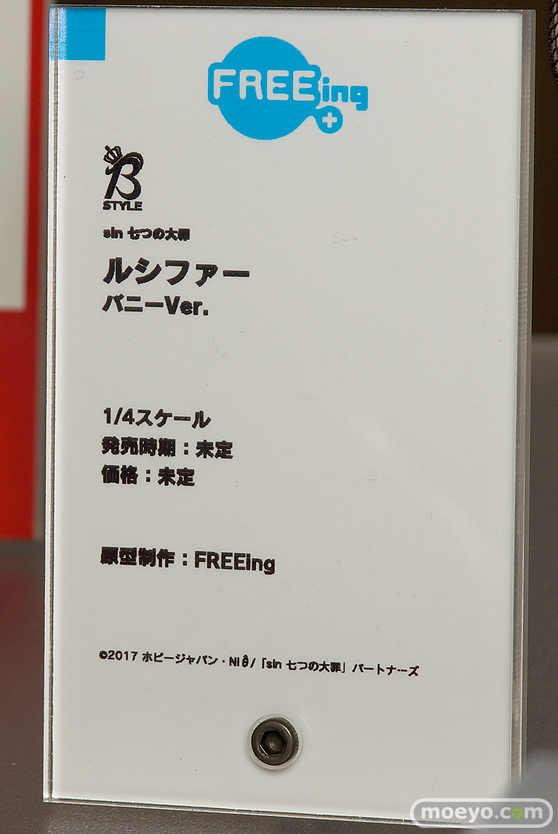 FREEing
B
STYLE
sin 七つの大罪
ルシファー
バニーVer.
1/4スケール
発売時期：未定
価格：未定
原型制作：FREEing
©2017 ホビージャパン・Niθ/「sin 七つの大罪」パートナーズ
moeyo.com